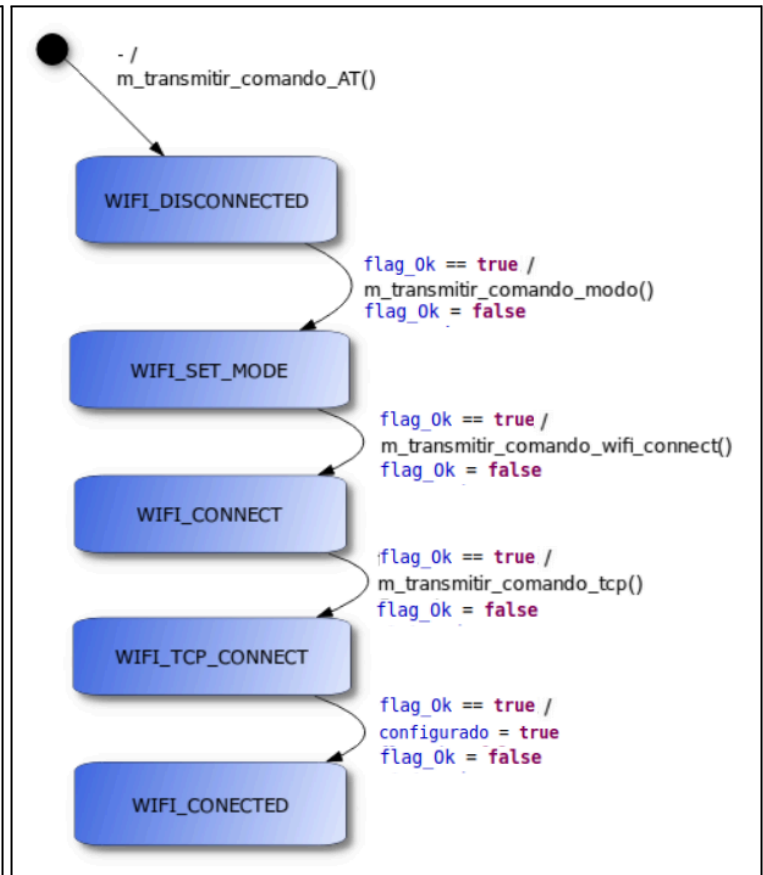 - /
m_transmitir_comando_AT()
WIFI_DISCONNECTED
flag_Ok == true /
m_transmitir_comando_modo()
flag_Ok = false
WIFI_SET_MODE
flag_Ok == true /
m_transmitir_comando_wifi_connect()
flag_Ok = false
WIFI_CONNECT
flag_Ok == true /
m_transmitir_comando_tcp()
flag_Ok = false
WIFI_TCP_CONNECT
flag_Ok == true /
configurado = true
flag_Ok = false
WIFI_CONECTED